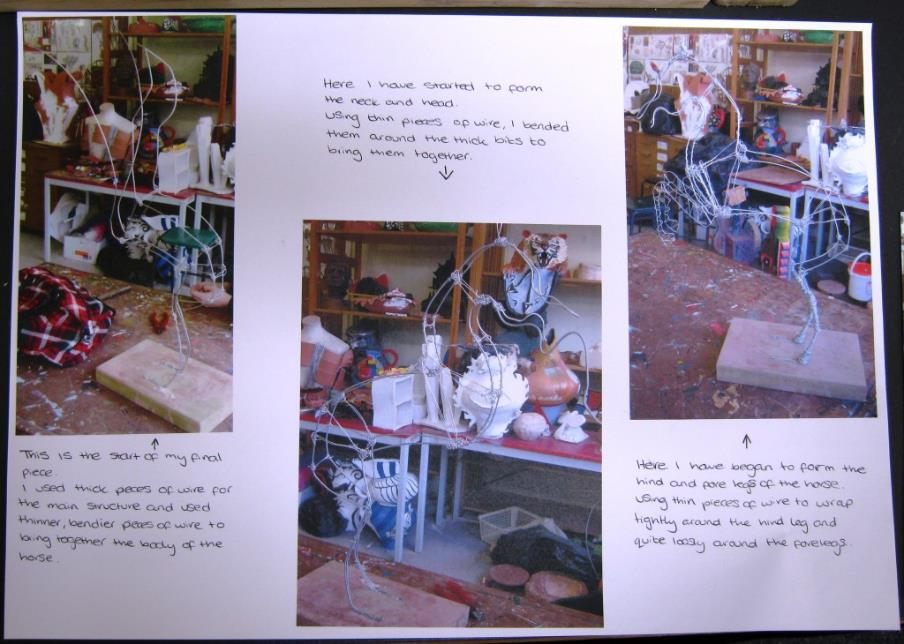 Here I have started to form
the neck and head.
Using thin pieces of wire, I bended
them around the thick bits to
bring them together.
This is the start of my final
piece.
I used thick peces of wire for
the main structure and used
thinner, bendier peces of wire to
bring together the body of the
horse.
Here I have began to form the
hind and fore legs of the horse.
Using thin pieces of wire to wrap
tightly around the hind leg and
quite loosly around the forelegs.